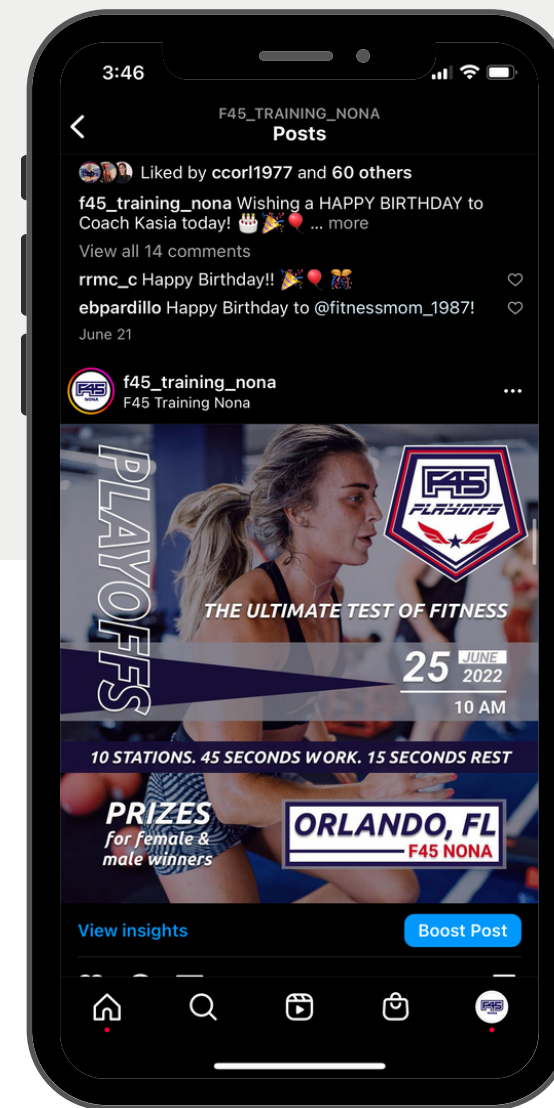 3:46
F45_TRAINING_NONA
Posts
Liked by ccorl1977 and 60 others
f45_training_nona Wishing a HAPPY BIRTHDAY to
Coach Kasia today! 🎂🎉🎈 ... more
View all 14 comments
rrmc_c Happy Birthday!! 🎉🎈🎊
ebpardillo Happy Birthday to @fitnessmom_1987!
June 21
F45
NONA
f45_training_nona
F45 Training Nona
PLAYOFFS
F45
PLAYOFFS
THE ULTIMATE TEST OF FITNESS
25 JUNE
2022
10 AM
10 STATIONS. 45 SECONDS WORK. 15 SECONDS REST
PRIZES
for female &
male winners
ORLANDO, FL
F45 NONA
View insights
Boost Post
F45